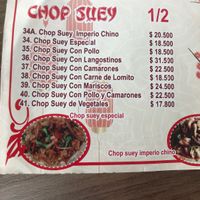 CHOP SUEY 1/2
34A. Chop Suey Imperio Chino $ 20.500
34. Chop Suey Especial $ 18.500
35. Chop Suey Con Pollo $ 18.500
36. Chop Suey Con Langostinos $ 31.500
37. Chop Suey Con Camarones $ 22.500
38. Chop Suey Con Carne de Lomito $ 18.500
39. Chop Suey Con Mariscos $ 24.500
40. Chop Suey Con Pollo y Camarones $ 22.500
41. Chop Suey de Vegetales $ 17.800
Chop suey especial
Chop suey imperio chino